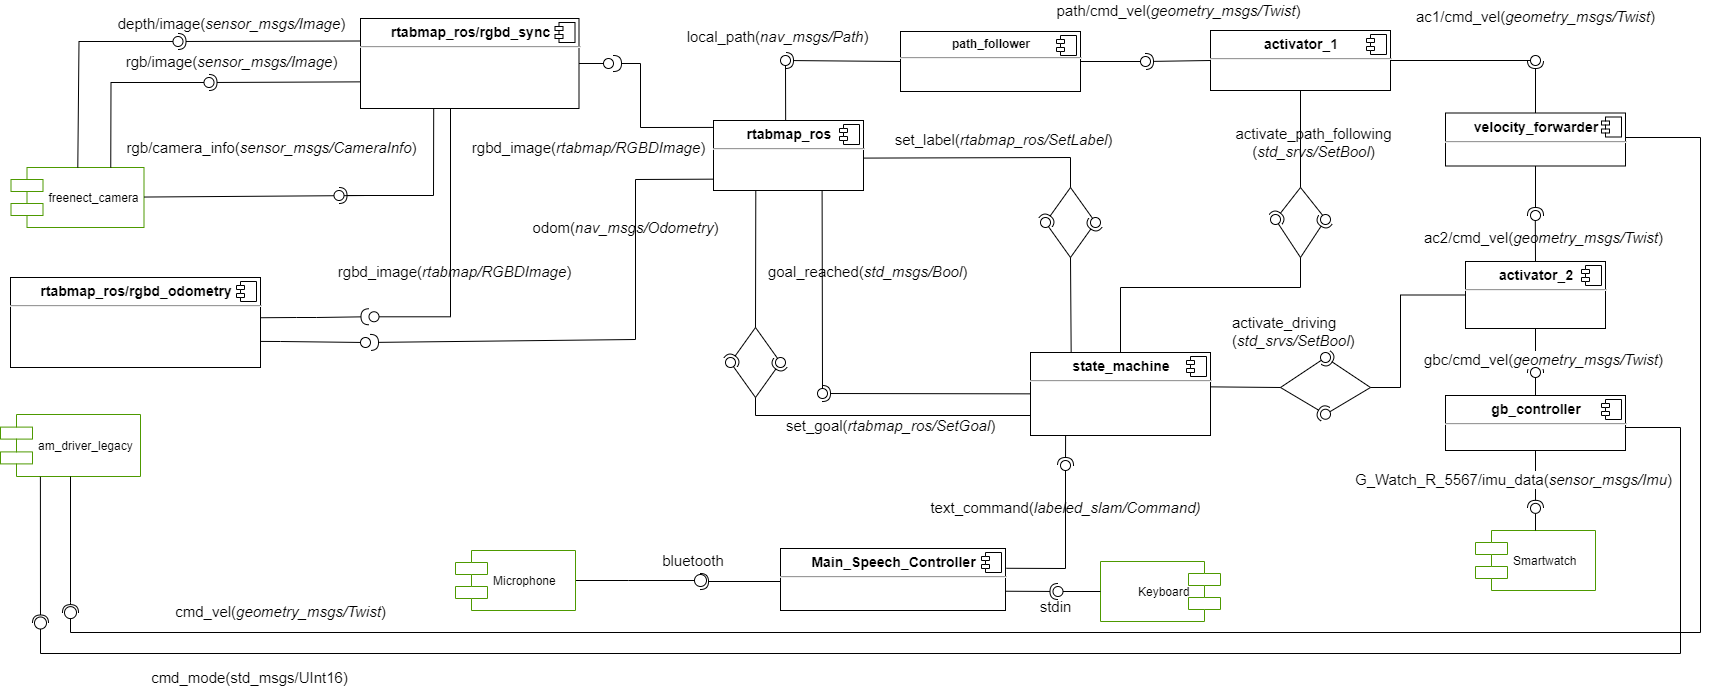 path/cmd_vel(geometry_msgs/Twist)
ac1/cmd_vel(geometry_msgs/Twist)
depth/image(sensor_msgs/Image)
rtabmap_ros/rgbd_sync
local_path(nav_msgs/Path)
path_follower
activator_1
rgb/image(sensor_msgs/Image)
rtabmap_ros
velocity_forwarder
rgb/camera_info(sensor_msgs/CameraInfo)
rgbd_image(rtabmap/RGBDImage)
set_label(rtabmap_ros/SetLabel)
activate_path_following
(std_srvs/SetBool)
freenect_camera
odom(nav_msgs/Odometry)
ac2/cmd_vel(geometry_msgs/Twist)
rgbd_image(rtabmap/RGBDImage)
goal_reached(std_msgs/Bool)
activator_2
rtabmap_ros/rgbd_odometry
activate_driving
(std_srvs/SetBool)
state_machine
gbc/cmd_vel(geometry_msgs/Twist)
gb_controller
set_goal(rtabmap_ros/SetGoal)
am_driver_legacy
G_Watch_R_5567/imu_data(sensor_msgs/Imu)
text_command(labeled_slam/Command)
bluetooth
Main_Speech_Controller
Smartwatch
Microphone
Keyboard
stdin
cmd_vel(geometry_msgs/Twist)
cmd_mode(std_msgs/UInt16)